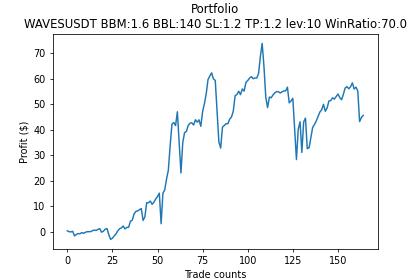 Portfolio
WAVESUSDT BBM:1.6 BBL:140 SL:1.2 TP:1.2 lev:10 WinRatio:70.0
Profit ($)
70
60
50
40
30
20
10
0
0 25 50 75 100 125 150
Trade counts